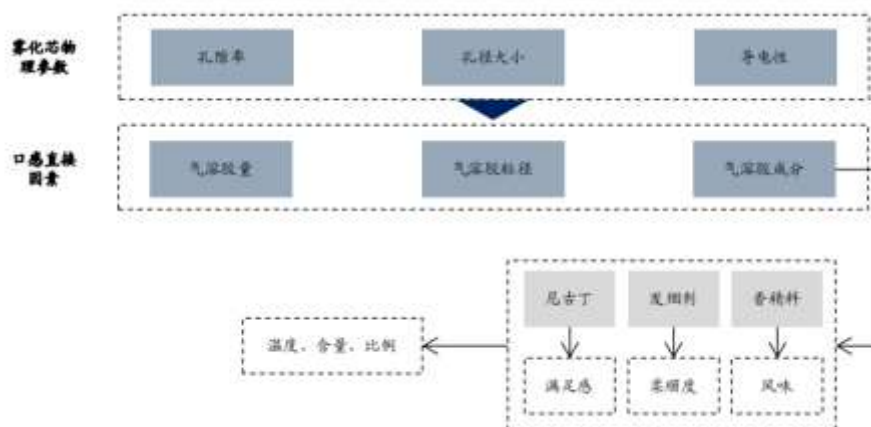 雾化芯物
理参数
孔隙率
孔径大小
导电性
口感直接
因素
气溶胶量
气溶胶粒径
气溶胶成分
尼古丁
发烟剂
香精料
温度、含量、比例
满足感
柔细度
风味